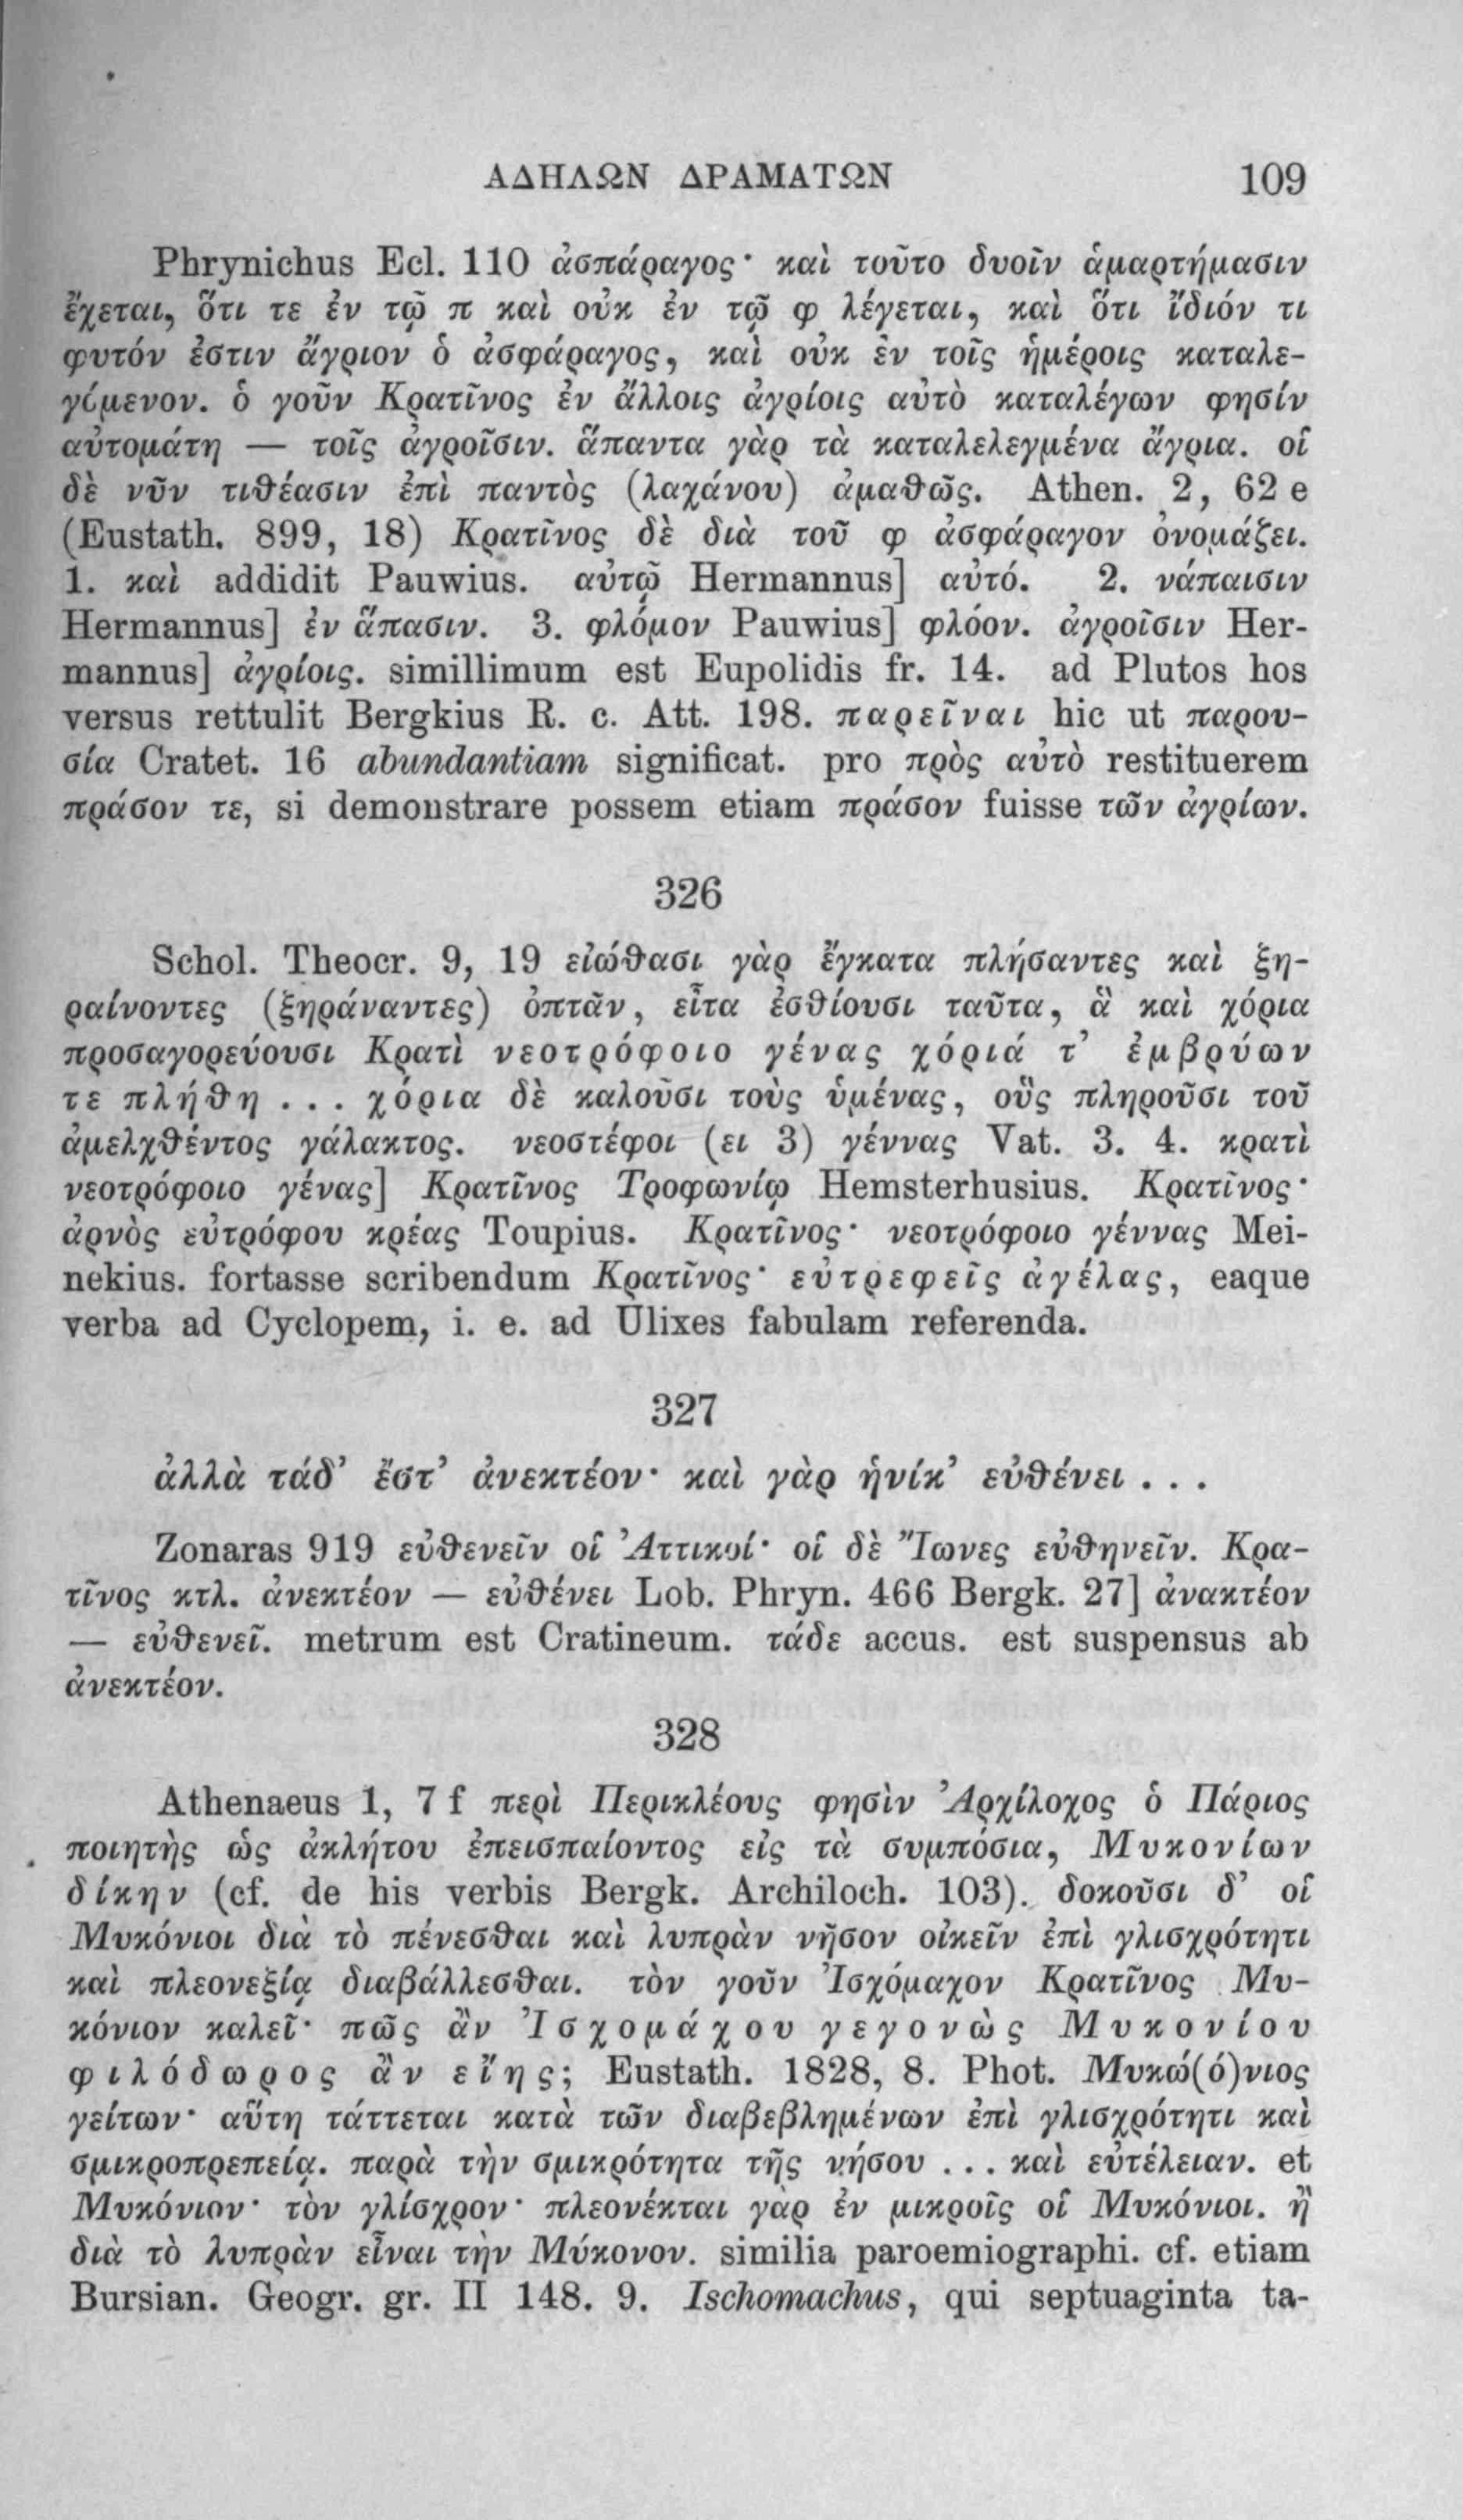 ΑΔΗΛΩΝ ΔΡΑΜΑΤΩΝ 109
Phrynichus Ecl. 110 ἀσπάραγος· καὶ τοῦτο δυοῖν ἁμαρτήμασιν
ἔχεται, ὅτι τε ἐν τῷ π καὶ οὐκ ἐν τῷ φ λέγεται, καὶ ὅτι ἴδιόν τι
φυτόν ἐστιν ἄγριον ὁ ἀσφάραγος, καὶ οὐκ ἐν τοῖς ἡμέροις καταλε-
γόμενον. ὁ γοῦν Κρατῖνος ἐν ἄλλοις ἀγρίοις αὐτὸ καταλέγων φησίν
αὐτομάτη — τοῖς ἀγροῖσιν. ἅπαντα γὰρ τὰ καταλελεγμένα ἄγρια. οἱ
δὲ νῦν τιθέασιν ἐπὶ παντὸς (λαχάνου) ἀμαθῶς. Athen. 2, 62 e
(Eustath. 899, 18) Κρατῖνος δὲ διὰ τοῦ φ ἀσφάραγον ὀνομάζει.
1. καὶ addidit Pauwius. αὐτῷ Hermannus] αὐτό. 2. νάπαισιν
Hermannus] ἐν ἅπασιν. 3. φλόμον Pauwius] φλόον. ἀγροῖσιν Her-
mannus] ἀγρίοις. simillimum est Eupolidis fr. 14. ad Plutos hos
versus rettulit Bergkius R. c. Att. 198. παρεῖναι hic ut παρου-
σία Cratet. 16 abundantiam significat. pro πρὸς αὐτὸ restituerem
πράσον τε, si demonstrare possem etiam πράσον fuisse τῶν ἀγρίων.
326
Schol. Theocr. 9, 19 εἰώθασι γὰρ ἔγκατα πλήσαντες καὶ ξη-
ραίνοντες (ξηράναντες) ὀπτᾶν, εἶτα ἐσθίουσι ταῦτα, ἃ καὶ χόρια
προσαγορεύουσι Κρατὶ νεοτρόφοιο γένας χόριά τ’ ἐμβρύων
τε πλήθη ... χόρια δὲ καλοῦσι τοὺς ὑμένας, οὓς πληροῦσι τοῦ
ἀμελχθέντος γάλακτος. νεοστέφοι (ει 3) γέννας Vat. 3. 4. κρατὶ
νεοτρόφοιο γένας] Κρατῖνος Τροφωνίῳ Hemsterhusius. Κρατῖνος·
ἀρνὸς εὐτρόφου κρέας Toupius. Κρατῖνος· νεοτρόφοιο γέννας Mei-
nekius. fortasse scribendum Κρατῖνος· εὐτρεφεῖς ἀγέλας, eaque
verba ad Cyclopem, i. e. ad Ulixes fabulam referenda.
327
ἀλλὰ τάδ’ ἔστ’ ἀνεκτέον· καὶ γὰρ ἡνίκ’ εὐθένει ...
Zonaras 919 εὐθενεῖν οἱ Ἀττικοί· οἱ δὲ Ἴωνες εὐθηνεῖν. Κρα-
τῖνος κτλ. ἀνεκτέον — εὐθένει Lob. Phryn. 466 Bergk. 27] ἀνακτέον
— εὐθενεῖ. metrum est Cratineum. τάδε accus. est suspensus ab
ἀνεκτέον.
328
Athenaeus 1, 7 f περὶ Περικλέους φησὶν Ἀρχίλοχος ὁ Πάριος
ποιητὴς ὡς ἀκλήτου ἐπεισπαίοντος εἰς τὰ συμπόσια, Μυκονίων
δίκην (cf. de his verbis Bergk. Archiloch. 103). δοκοῦσι δ’ οἱ
Μυκόνιοι διὰ τὸ πένεσθαι καὶ λυπρὰν νῆσον οἰκεῖν ἐπὶ γλισχρότητι
καὶ πλεονεξίᾳ διαβάλλεσθαι. τὸν γοῦν Ἰσχόμαχον Κρατῖνος Μυ-
κόνιον καλεῖ· πῶς ἂν Ἰσχομάχου γεγονὼς Μυκονίου
φιλόδωρος ἂν εἴης; Eustath. 1828, 8. Phot. Μυκώ(ό)νιος
γείτων· αὕτη τάττεται κατὰ τῶν διαβεβλημένων ἐπὶ γλισχρότητι καὶ
σμικροπρεπείᾳ. παρὰ τὴν σμικρότητα τῆς νήσου ... καὶ εὐτέλειαν. et
Μυκόνιον· τὸν γλίσχρον· πλεονέκται γὰρ ἐν μικροῖς οἱ Μυκόνιοι. ἢ
διὰ τὸ λυπρὰν εἶναι τὴν Μύκονον. similia paroemiographi. cf. etiam
Bursian. Geogr. gr. II 148. 9. Ischomachus, qui septuaginta ta-